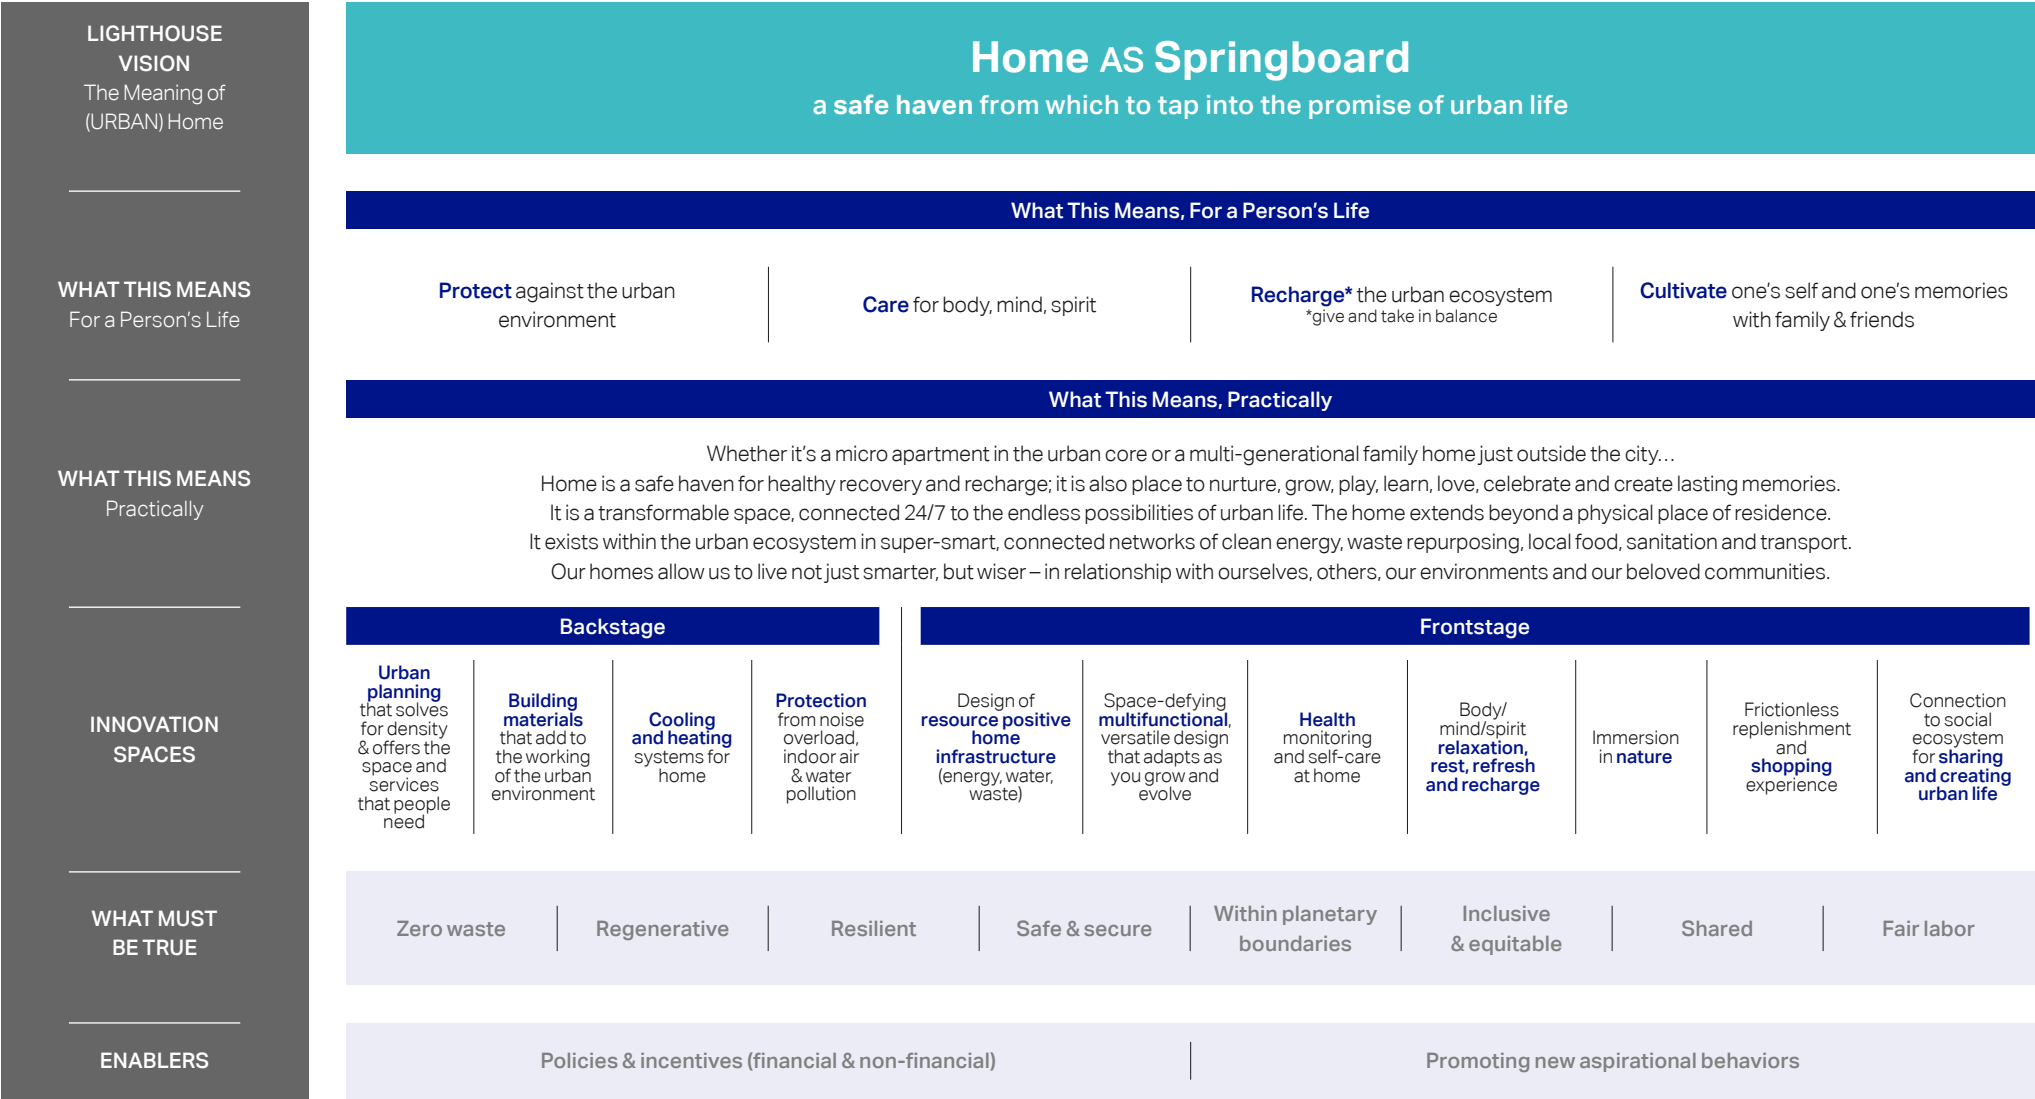 LIGHTHOUSE
VISION
The Meaning of
(URBAN) Home
Home AS Springboard
a safe haven from which to tap into the promise of urban life
What This Means, For a Person's Life
WHAT THIS MEANS
For a Person's Life
Protect against the urban
environment
Care for body, mind, spirit
Recharge* the urban ecosystem
*give and take in balance
Cultivate one's self and one's memories
with family & friends
What This Means, Practically
WHAT THIS MEANS
Practically
Whether it's a micro apartment in the urban core or a multi-generational family home just outside the city…
Home is a safe haven for healthy recovery and recharge; it is also place to nurture, grow, play, learn, love, celebrate and create lasting memories.
It is a transformable space, connected 24/7 to the endless possibilities of urban life. The home extends beyond a physical place of residence.
It exists within the urban ecosystem in super-smart, connected networks of clean energy, waste repurposing, local food, sanitation and transport.
Our homes allow us to live not just smarter, but wiser – in relationship with ourselves, others, our environments and our beloved communities.
INNOVATION
SPACES
Backstage
Urban
planning
that solves
for density
& offers the
space and
services
that people
need
Building
materials
that add to
the working
of the urban
environment
Cooling
and heating
systems for
home
Protection
from noise
overload,
indoor air
& water
pollution
Frontstage
Design of
resource positive
home
infrastructure
(energy, water,
waste)
Space-defying
multifunctional,
versatile design
that adapts as
you grow and
evolve
Health
monitoring
and self-care
at home
Body/
mind/spirit
relaxation,
rest, refresh
and recharge
Immersion
in nature
Frictionless
replenishment
and
shopping
experience
Connection
to social
ecosystem
for sharing
and creating
urban life
WHAT MUST
BE TRUE
Zero waste
Regenerative
Resilient
Safe & secure
Within planetary
boundaries
Inclusive
& equitable
Shared
Fair labor
ENABLERS
Policies & incentives (financial & non-financial)
Promoting new aspirational behaviors